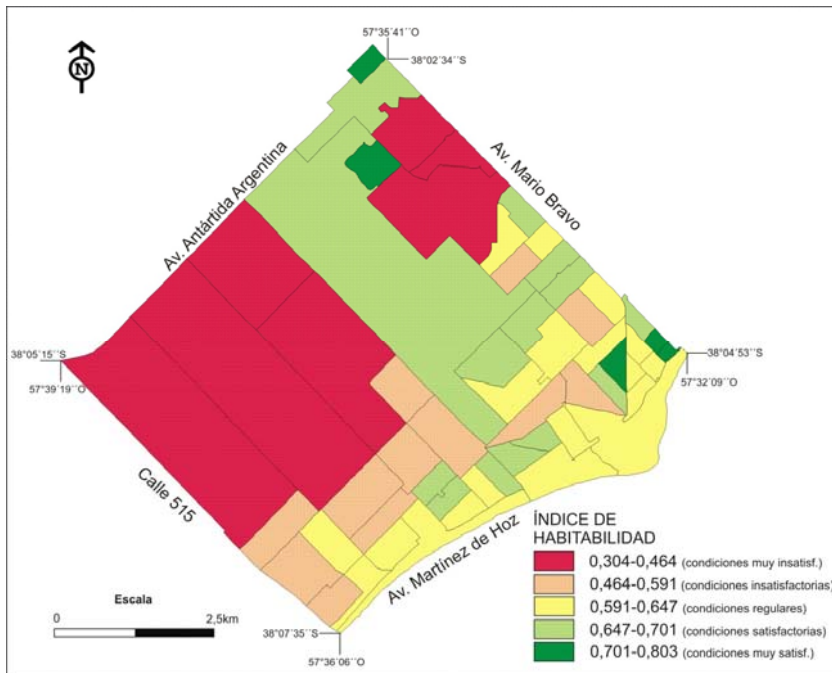 57°35´41´´O
38°02´34´´S
N
Av. Antártida Argentina
Av. Mario Bravo
38°05´15´´S
57°39´19´´O
38°04´53´´S
57°32´09´´O
Calle 515
Av. Martínez de Hoz
ÍNDICE DE
HABITABILIDAD
0,304-0,464 (condiciones muy insatisf.)
0,464-0,591 (condiciones insatisfactorias)
0,591-0,647 (condiciones regulares)
0,647-0,701 (condiciones satisfactorias)
0,701-0,803 (condiciones muy satisf.)
Escala
0 2,5km
38°07´35´´S
57°36´06´´O